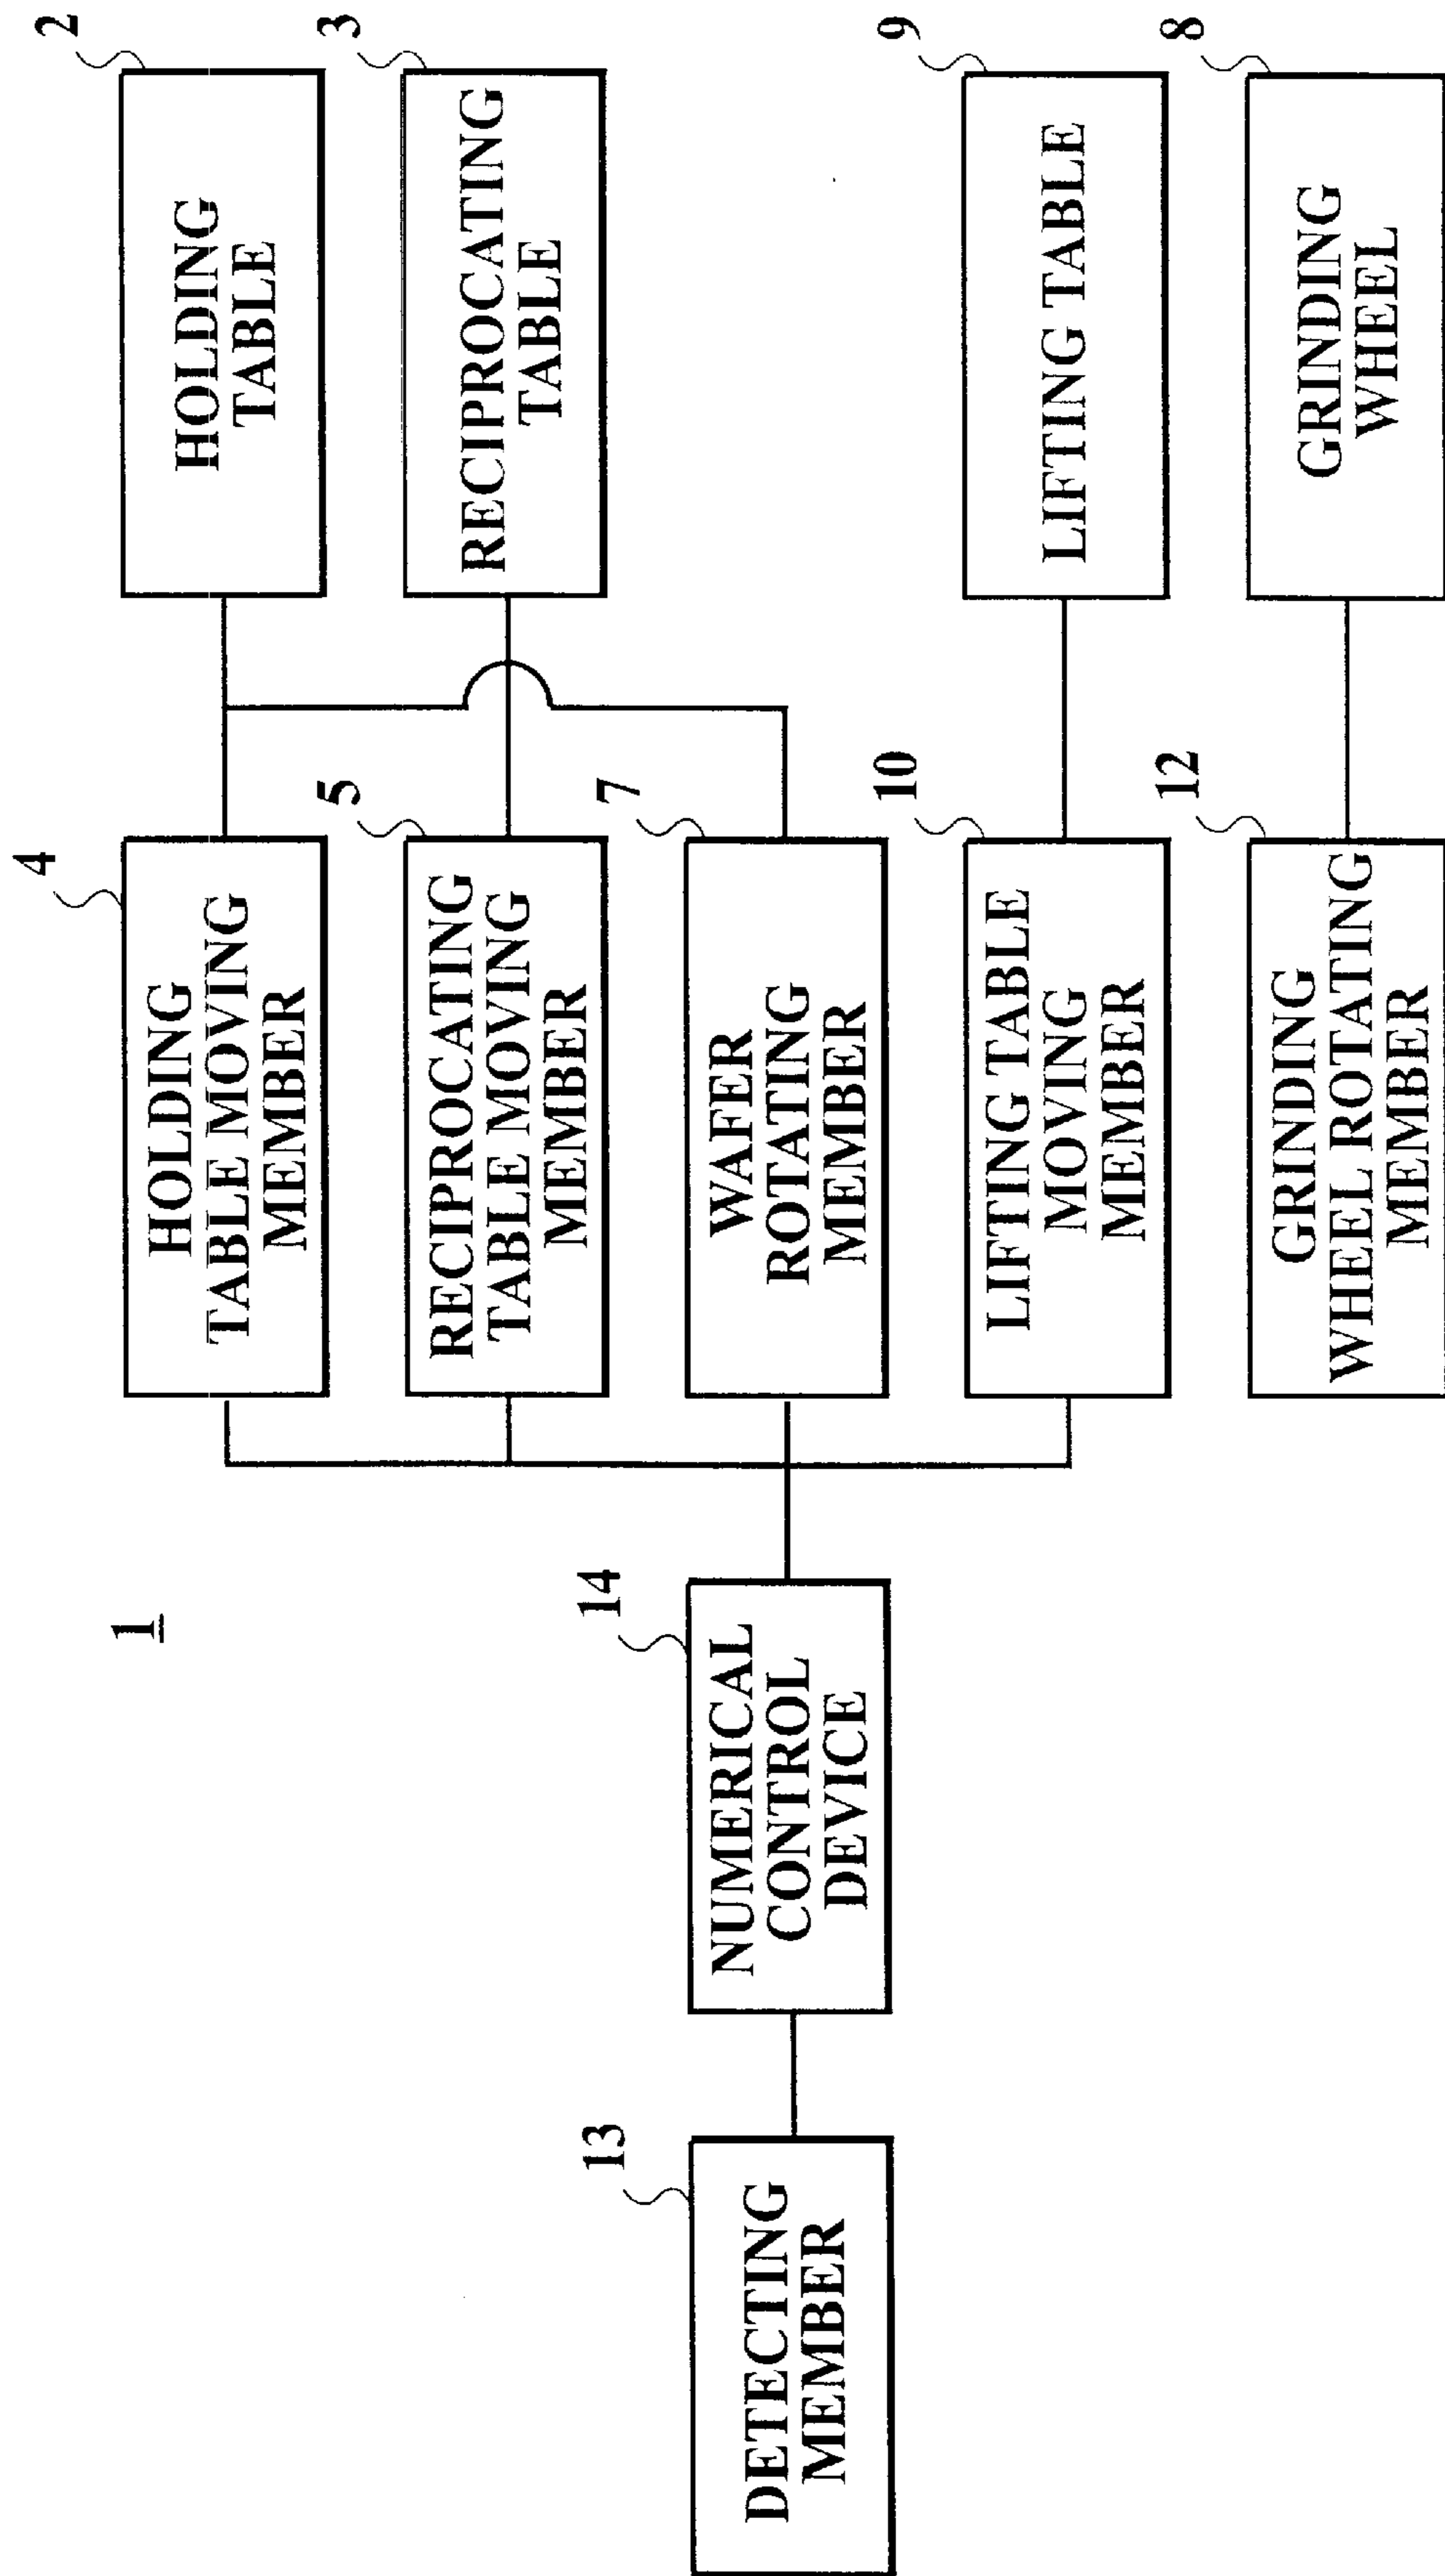 1
13
DETECTING
MEMBER
14
NUMERICAL
CONTROL
DEVICE
4
HOLDING
TABLE MOVING
MEMBER
5
RECIPROCATING
TABLE MOVING
MEMBER
7
WAFER
ROTATING
MEMBER
10
LIFTING TABLE
MOVING
MEMBER
12
GRINDING
WHEEL ROTATING
MEMBER
2
HOLDING
TABLE
3
RECIPROCATING
TABLE
9
LIFTING TABLE
8
GRINDING
WHEEL